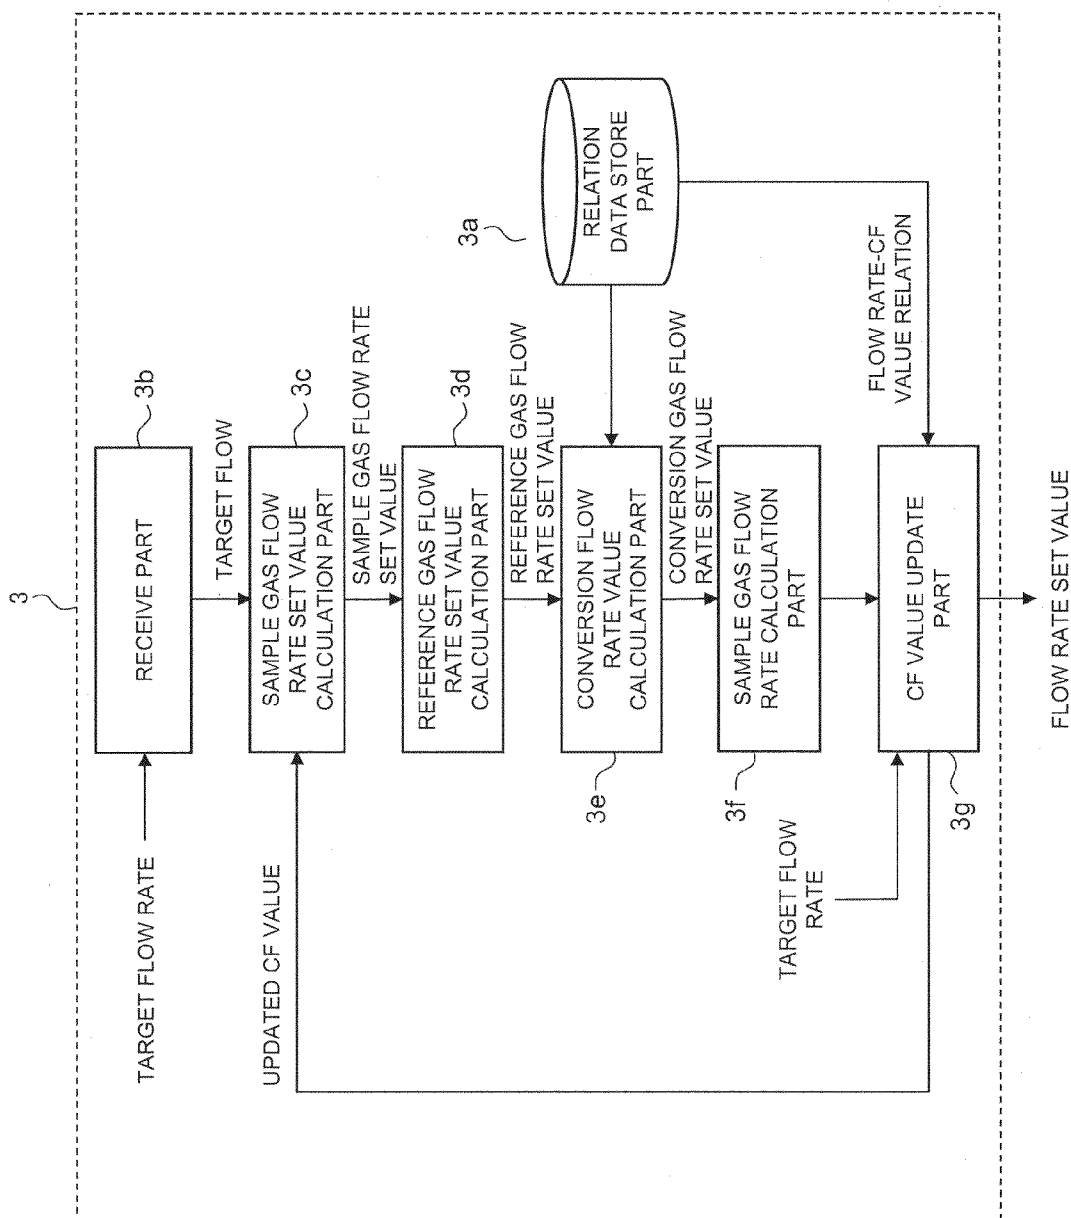 3
RECEIVE PART
3b
TARGET FLOW RATE
TARGET FLOW
SAMPLE GAS FLOW
RATE SET VALUE
CALCULATION PART
3c
UPDATED CF VALUE
SAMPLE GAS FLOW RATE
SET VALUE
REFERENCE GAS FLOW
RATE SET VALUE
CALCULATION PART
3d
REFERENCE GAS FLOW
RATE SET VALUE
3a
RELATION
DATA STORE
PART
CONVERSION FLOW
RATE VALUE
CALCULATION PART
3e
CONVERSION GAS FLOW
RATE SET VALUE
SAMPLE GAS FLOW
RATE CALCULATION
PART
3f
TARGET FLOW
RATE
FLOW RATE-CF
VALUE RELATION
CF VALUE UPDATE
PART
3g
FLOW RATE SET VALUE